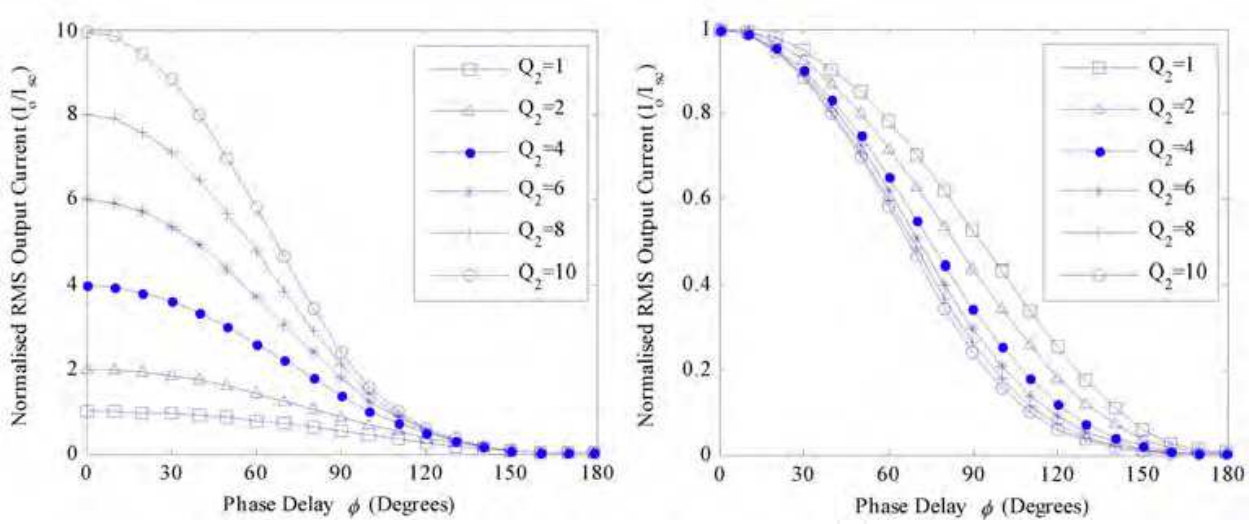 Normalised RMS Output Current (I_o/I_sc)
10
8
6
4
2
0
0 30 60 90 120 150 180
Phase Delay ϕ (Degrees)
Q_2=1
Q_2=2
Q_2=4
Q_2=6
Q_2=8
Q_2=10
Normalised RMS Output Current (I_o/I_sc)
1
0.8
0.6
0.4
0.2
0
0 30 60 90 120 150 180
Phase Delay ϕ (Degrees)
Q_2=1
Q_2=2
Q_2=4
Q_2=6
Q_2=8
Q_2=10